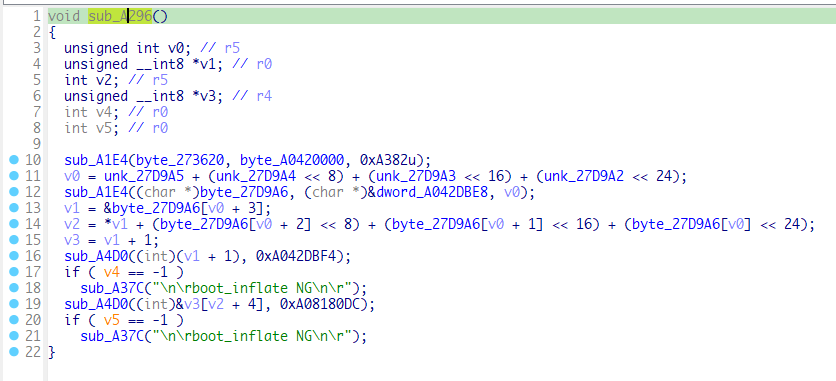 1 void sub_A296()
2 {
3 unsigned int v0; // r5
4 unsigned __int8 *v1; // r0
5 int v2; // r5
6 unsigned __int8 *v3; // r4
7 int v4; // r0
8 int v5; // r0
9
10 sub_A1E4(byte_273620, byte_A0420000, 0xA382u);
11 v0 = unk_27D9A5 + (unk_27D9A4 << 8) + (unk_27D9A3 << 16) + (unk_27D9A2 << 24);
12 sub_A1E4((char *)byte_27D9A6, (char *)&dword_A042DBE8, v0);
13 v1 = &byte_27D9A6[v0 + 3];
14 v2 = *v1 + (byte_27D9A6[v0 + 2] << 8) + (byte_27D9A6[v0 + 1] << 16) + (byte_27D9A6[v0] << 24);
15 v3 = v1 + 1;
16 sub_A4D0((int)(v1 + 1), 0xA042DBF4);
17 if ( v4 == -1 )
18 sub_A37C("\n\rboot_inflate NG\n\r");
19 sub_A4D0((int)&v3[v2 + 4], 0xA08180DC);
20 if ( v5 == -1 )
21 sub_A37C("\n\rboot_inflate NG\n\r");
22 }